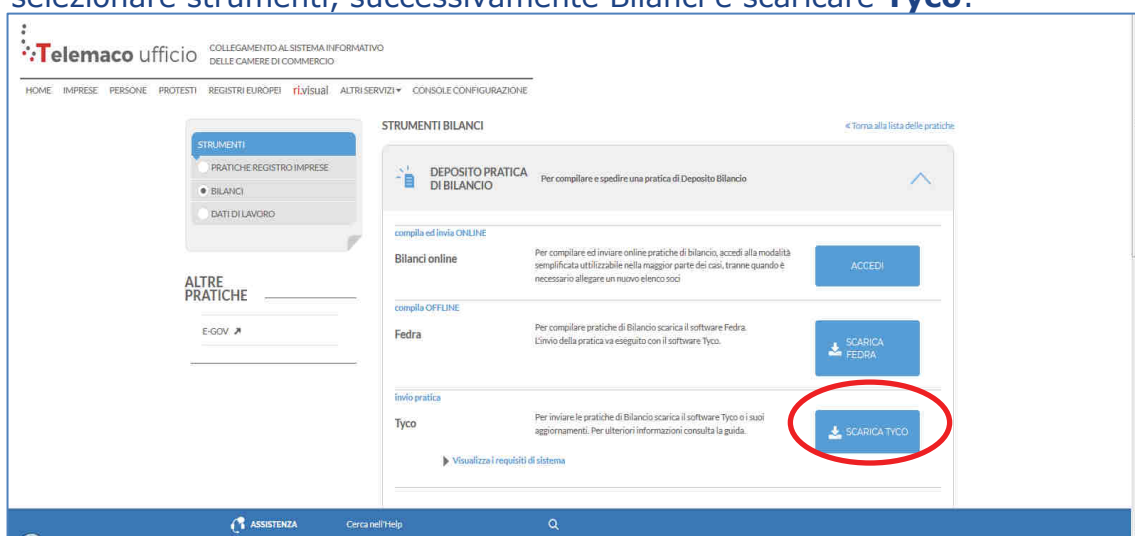 selezionare strumenti, successivamente Bilanci e scaricare Tyco.
Telemaco ufficio
COLLEGAMENTO AL SISTEMA INFORMATIVO
DELLE CAMERE DI COMMERCIO
HOME IMPRESE PERSONE PROTESTI REGISTRI EUROPEI ri.visual ALTRI SERVIZI CONSOLE CONFIGURAZIONE
STRUMENTI
PRATICHE REGISTRO IMPRESE
BILANCI
DATI DI LAVORO
ALTRE
PRATICHE
E-GOV
STRUMENTI BILANCI
« Torna alla lista delle pratiche
DEPOSITO PRATICA
DI BILANCIO
Per compilare e spedire una pratica di Deposito Bilancio
compila ed invia ONLINE
Bilanci online
Per compilare ed inviare online pratiche di bilancio, accedi alla modalità
semplificata uttilizzabile nella maggior parte dei casi, tranne quando è
necessario allegare un nuovo elenco soci
ACCEDI
compila OFFLINE
Fedra
Per compilare pratiche di Bilancio scarica il software Fedra.
L'invio della pratica va eseguito con il software Tyco.
SCARICA
FEDRA
invio pratica
Tyco
Per inviare le pratiche di Bilancio scarica il software Tyco o i suoi
aggiornamenti. Per ulteriori informazioni consulta la guida.
SCARICA TYCO
Visualizza i requisiti di sistema
ASSISTENZA
Cerca nell'Help